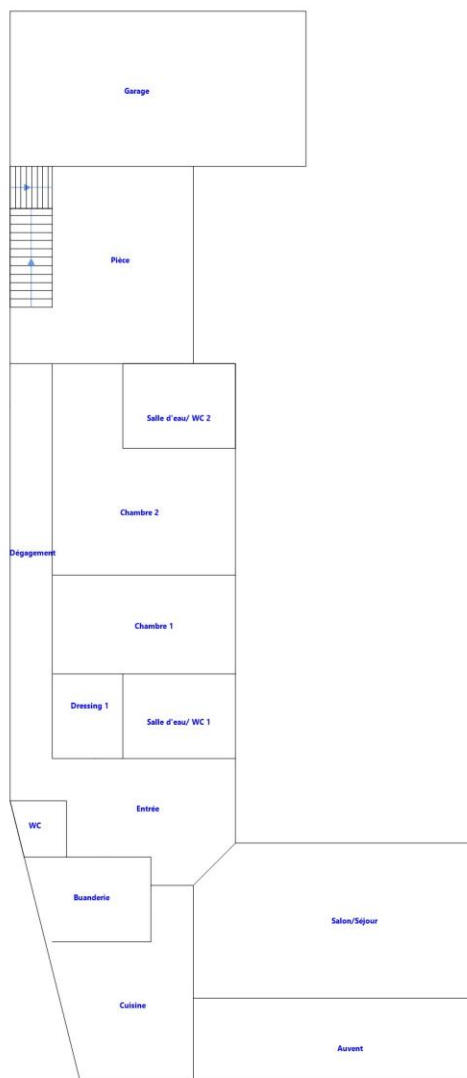 Garage
Pièce
Salle d'eau/ WC 2
Chambre 2
Dégagement
Chambre 1
Dressing 1
Salle d'eau/ WC 1
Entrée
WC
Buanderie
Salon/Séjour
Cuisine
Auvent